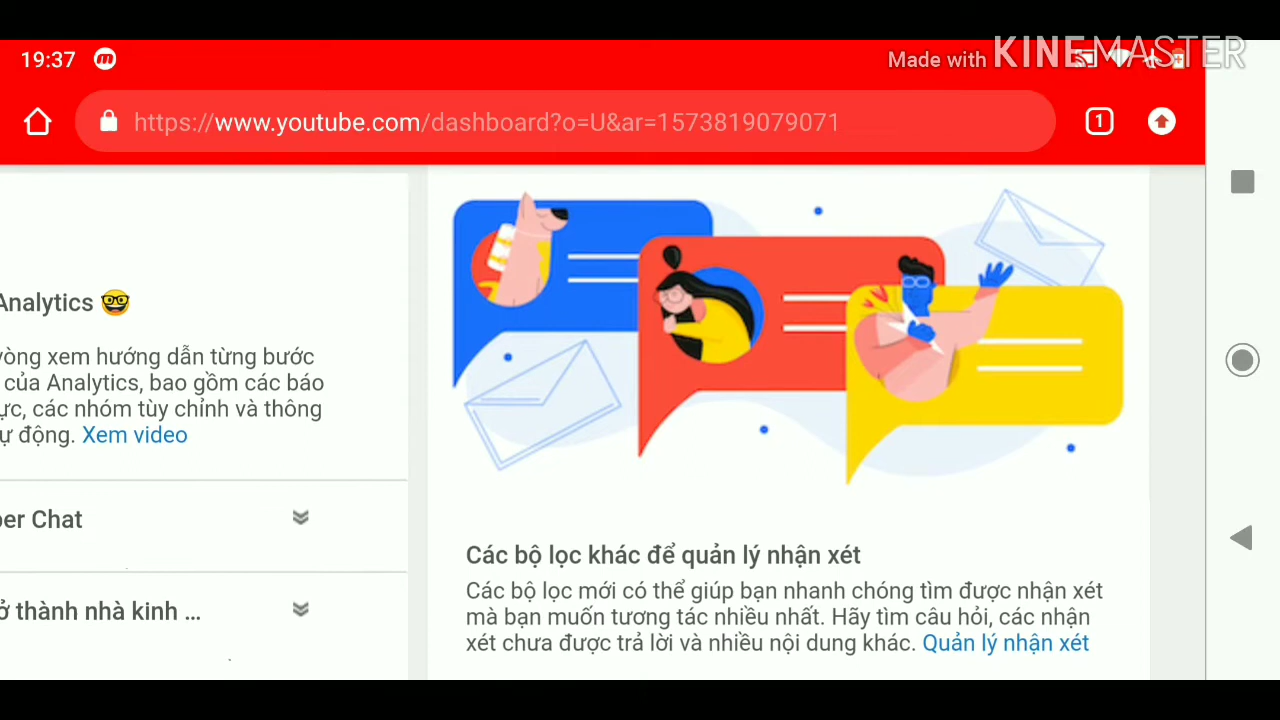 19:37
Made with KINEMASTER
https://www.youtube.com/dashboard?o=U&ar=1573819079071
1
Analytics 🤓
vòng xem hướng dẫn từng bước
của Analytics, bao gồm các báo
ực, các nhóm tùy chỉnh và thông
ự động. Xem video
per Chat
ở thành nhà kinh ...
Các bộ lọc khác để quản lý nhận xét
Các bộ lọc mới có thể giúp bạn nhanh chóng tìm được nhận xét
mà bạn muốn tương tác nhiều nhất. Hãy tìm câu hỏi, các nhận
xét chưa được trả lời và nhiều nội dung khác. Quản lý nhận xét